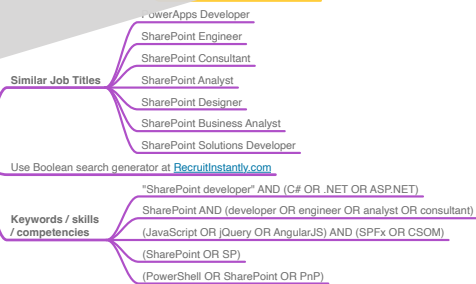 PowerApps Developer
SharePoint Engineer
SharePoint Consultant
Similar Job Titles
SharePoint Analyst
SharePoint Designer
SharePoint Business Analyst
SharePoint Solutions Developer
Use Boolean search generator at RecruitInstantly.com
"SharePoint developer" AND (C# OR .NET OR ASP.NET)
SharePoint AND (developer OR engineer OR analyst OR consultant)
Keywords / skills
/ competencies
(JavaScript OR jQuery OR AngularJS) AND (SPFx OR CSOM)
(SharePoint OR SP)
(PowerShell OR SharePoint OR PnP)